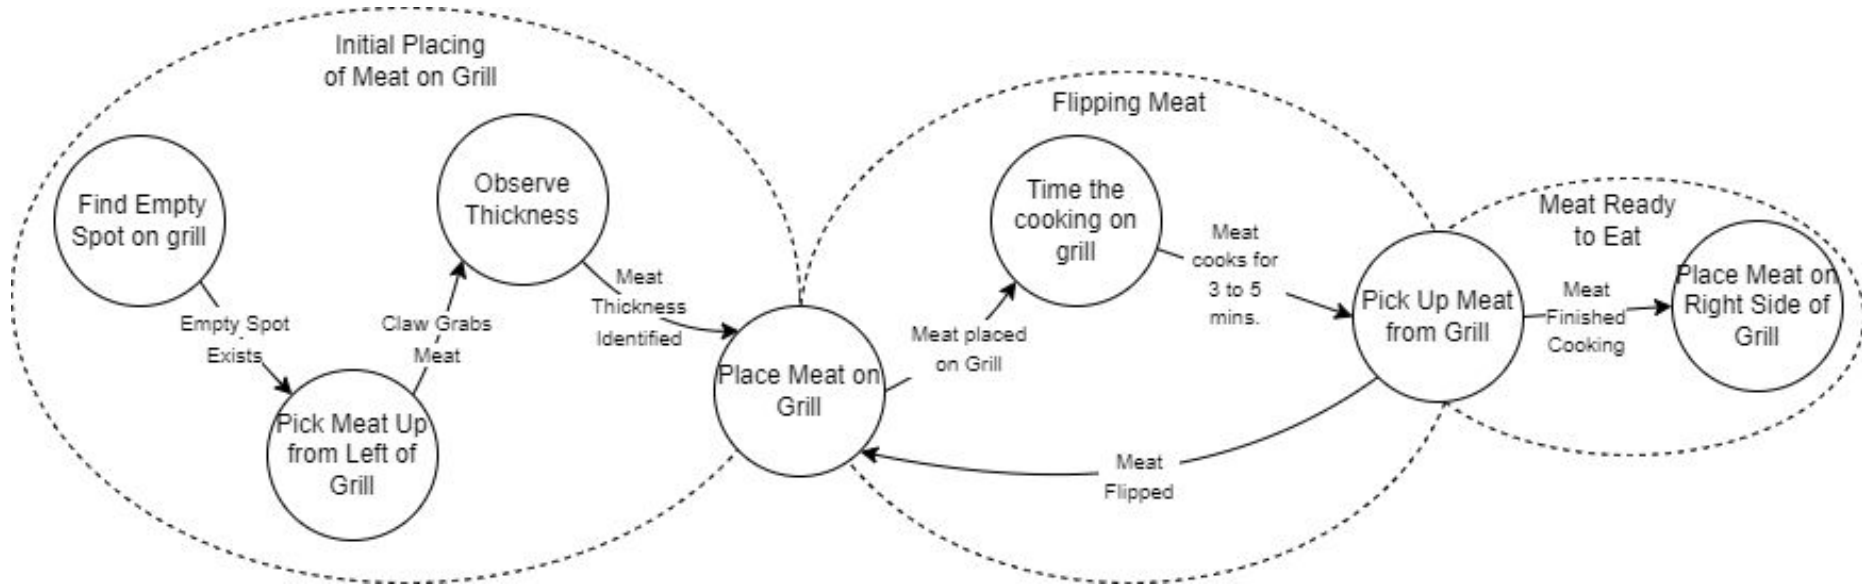 Initial Placing
of Meat on Grill
Find Empty
Spot on grill
Empty Spot
Exists
Pick Meat Up
from Left of
Grill
Claw Grabs
Meat
Observe
Thickness
Meat
Thickness
Identified
Place Meat on
Grill
Flipping Meat
Meat placed
on Grill
Time the
cooking on
grill
Meat
cooks for
3 to 5
mins.
Pick Up Meat
from Grill
Meat
Flipped
Meat Ready
to Eat
Meat
Finished
Cooking
Place Meat on
Right Side of
Grill